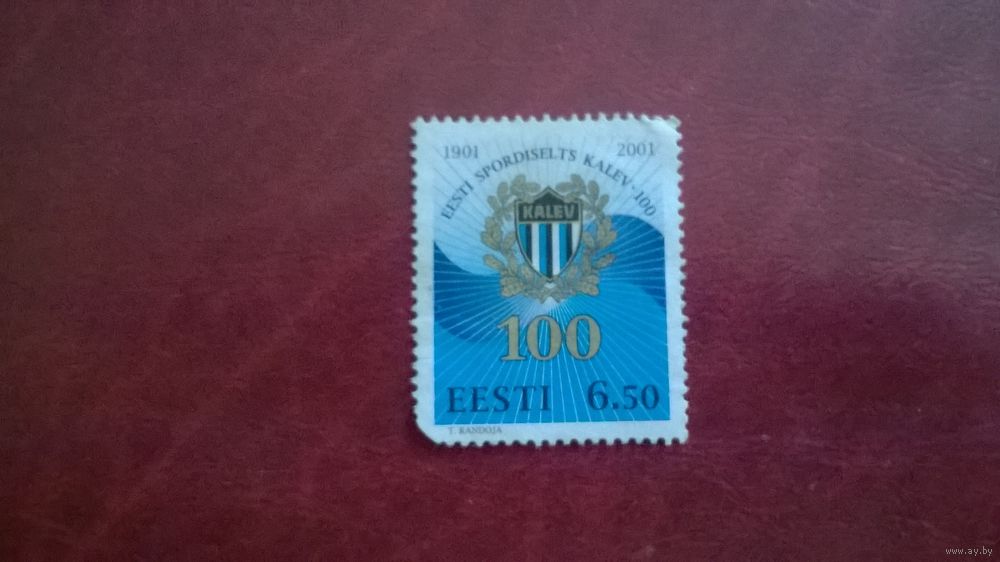 1901 2001
EESTI SPORDISELTS KALEV · 100
KALEV
100
EESTI 6.50
T. RANDOJA
www.ay.by